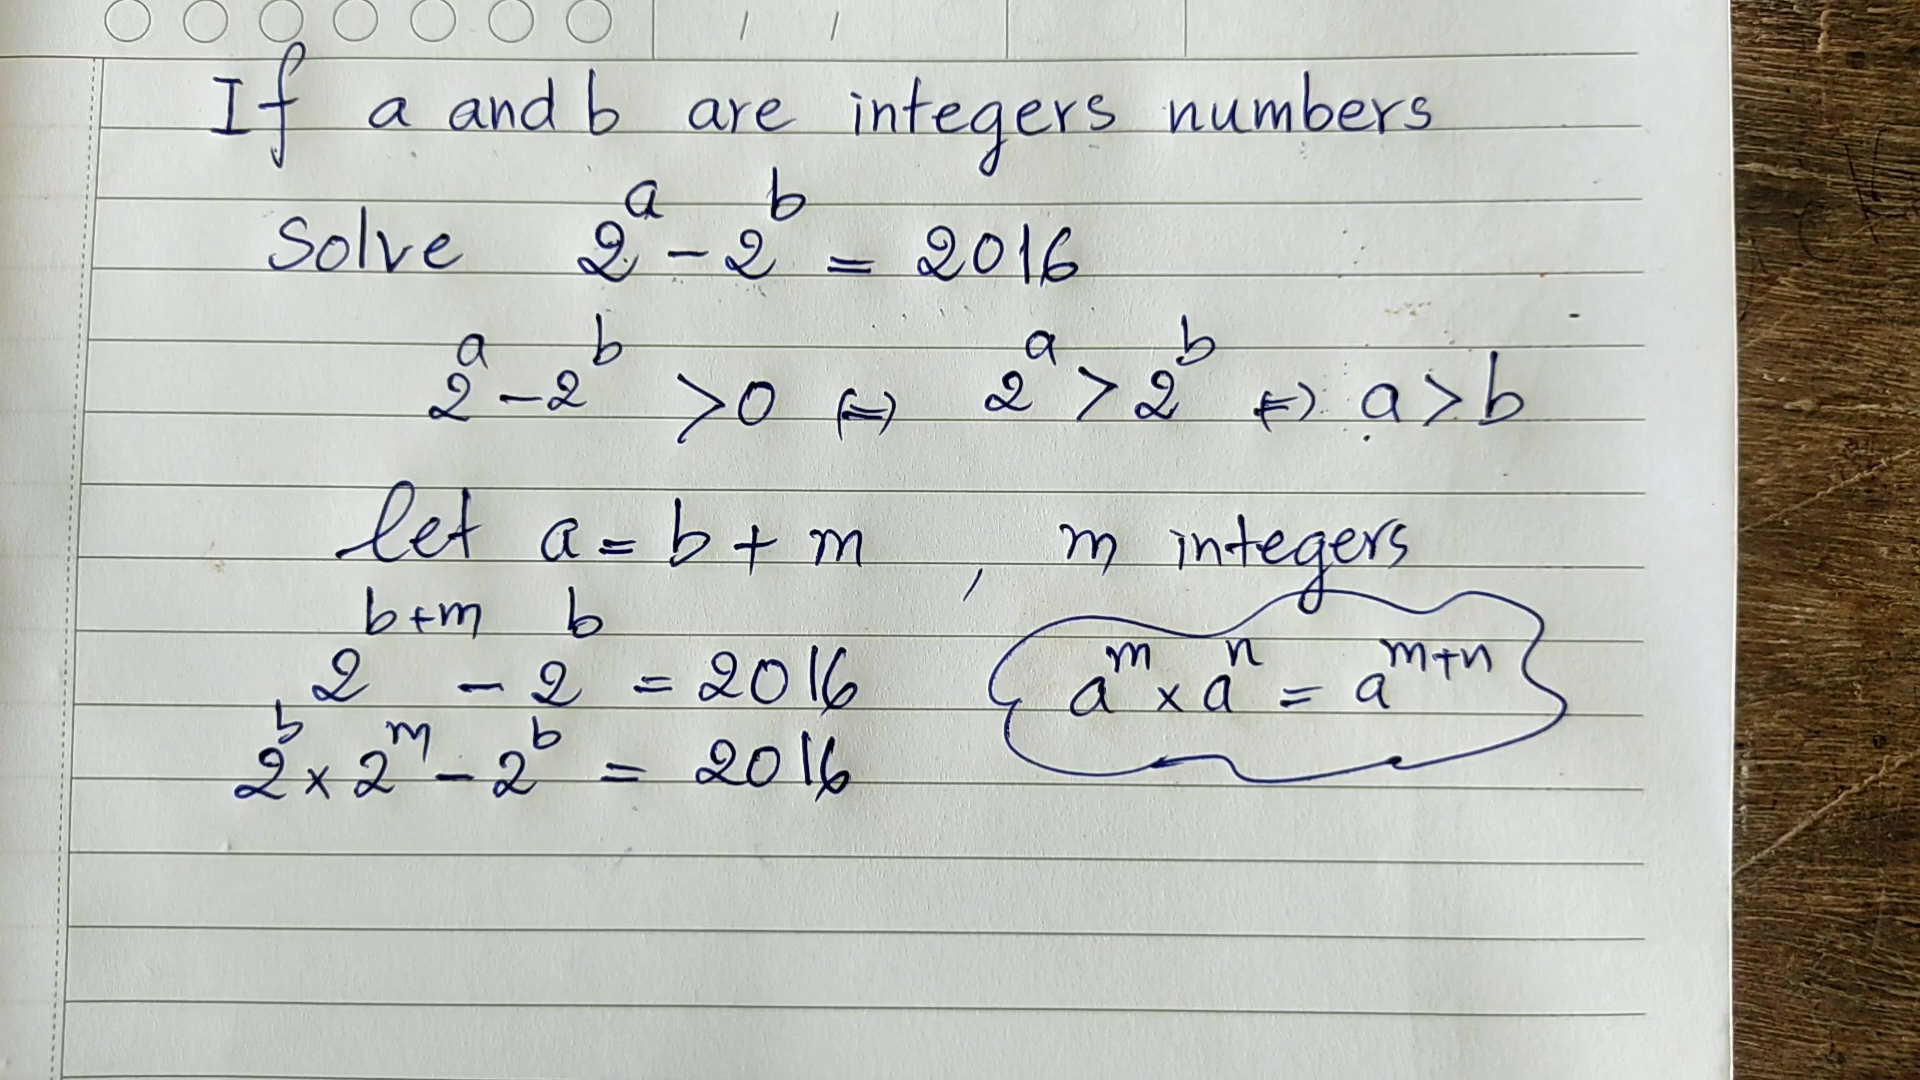 If a and b are integers numbers
Solve 2^a - 2^b = 2016
2^a - 2^b > 0 ⇔ 2^a > 2^b ⇔ a > b
let a = b + m , m integers
2^{b+m} - 2^b = 2016
a^m × a^n = a^{m+n}
2^b × 2^m - 2^b = 2016